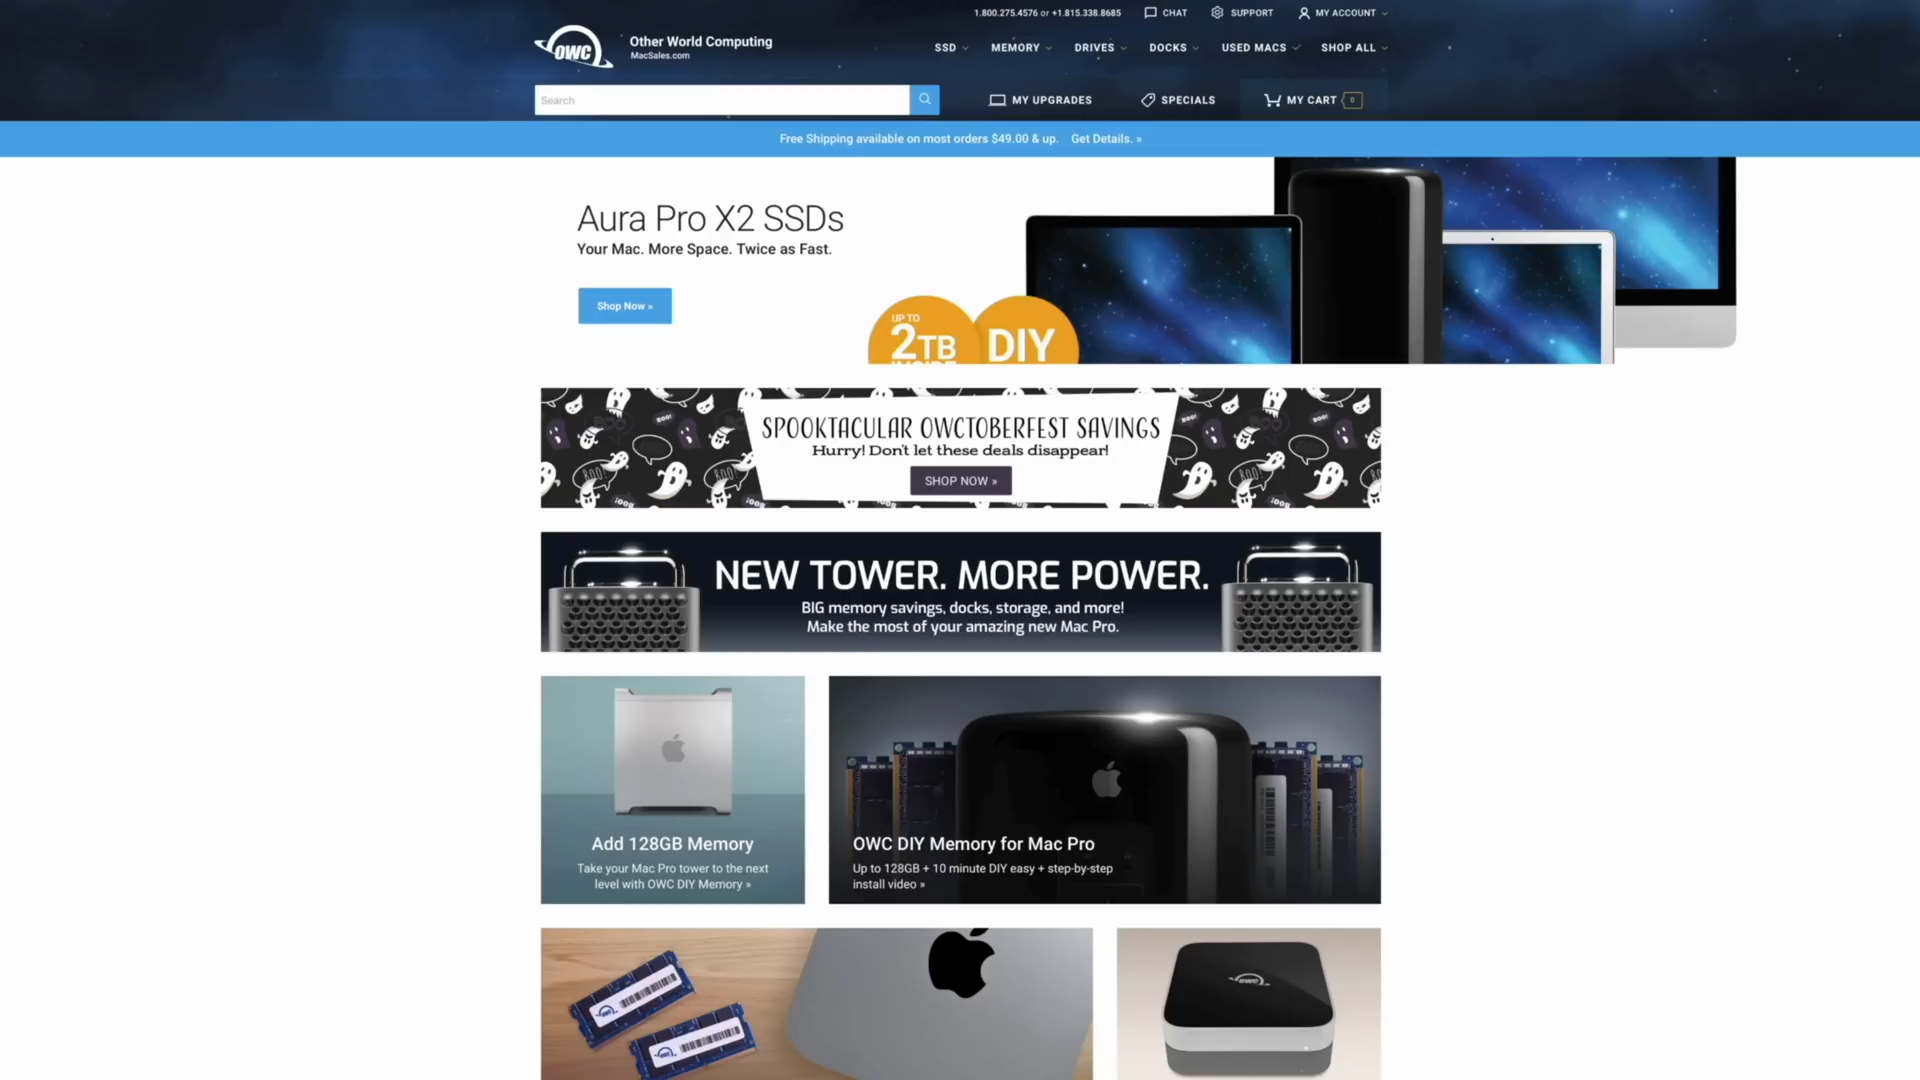 1.800.275.4576 or +1.815.338.8685
CHAT
SUPPORT
MY ACCOUNT
OWC
Other World Computing
MacSales.com
SSD
MEMORY
DRIVES
DOCKS
USED MACS
SHOP ALL
Search
MY UPGRADES
SPECIALS
MY CART
0
Free Shipping available on most orders $49.00 & up. Get Details. »
Aura Pro X2 SSDs
Your Mac. More Space. Twice as Fast.
Shop Now »
UP TO
2TB
INSIDE
DIY
SPOOKTACULAR OWCTOBERFEST SAVINGS
Hurry! Don't let these deals disappear!
SHOP NOW »
NEW TOWER. MORE POWER.
BIG memory savings, docks, storage, and more!
Make the most of your amazing new Mac Pro.
Add 128GB Memory
Take your Mac Pro tower to the next
level with OWC DIY Memory »
OWC DIY Memory for Mac Pro
Up to 128GB + 10 minute DIY easy + step-by-step
install video »
OWC
OWC
OWC